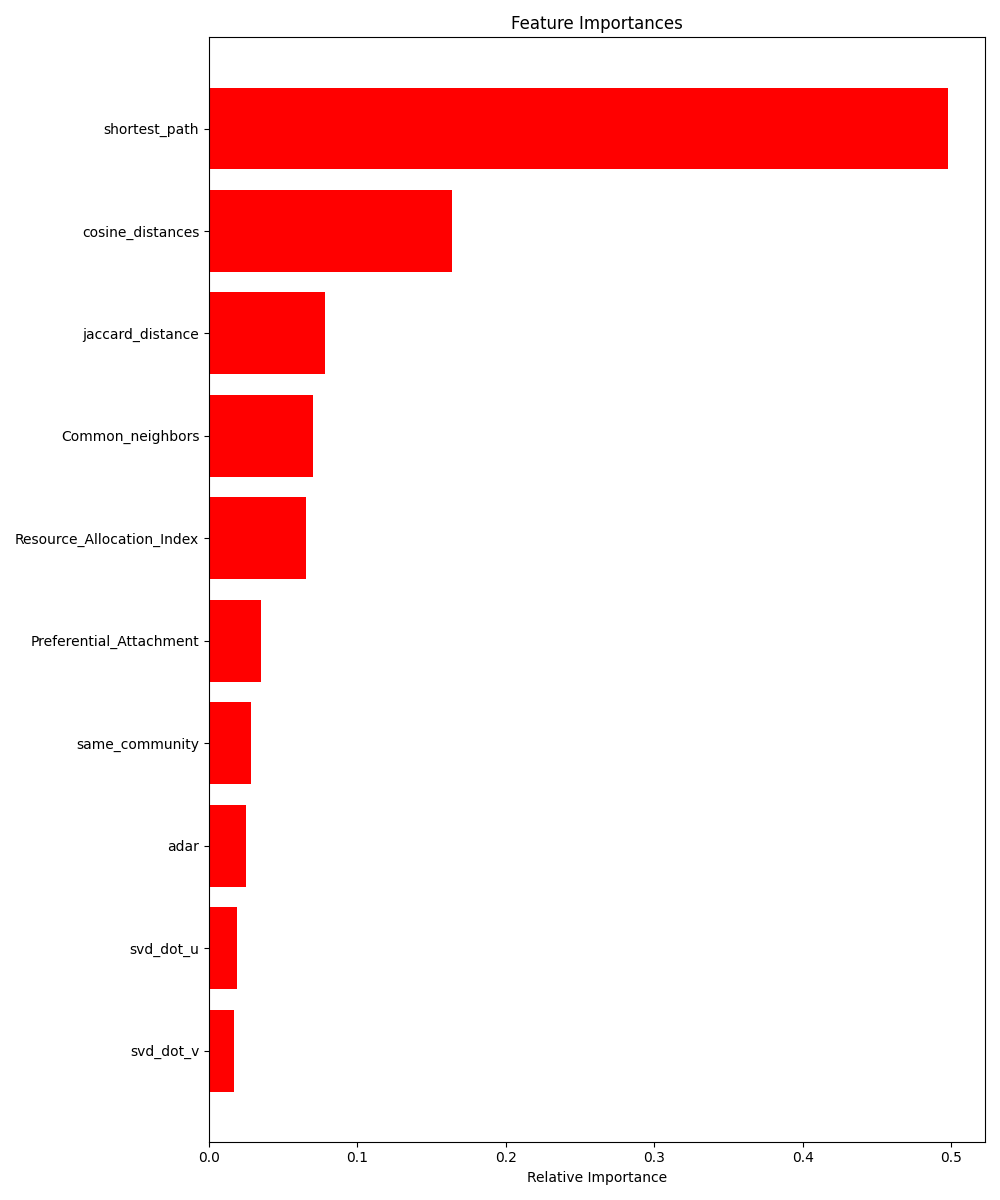 Feature Importances
shortest_path
cosine_distances
jaccard_distance
Common_neighbors
Resource_Allocation_Index
Preferential_Attachment
same_community
adar
svd_dot_u
svd_dot_v
0.0 0.1 0.2 0.3 0.4 0.5
Relative Importance